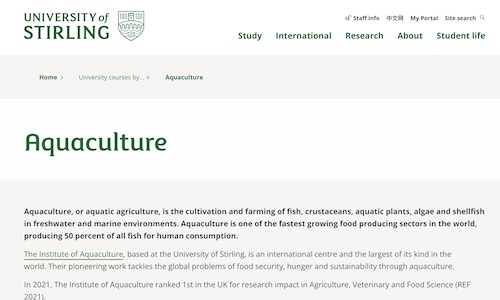 UNIVERSITY of
STIRLING
Staff info 中文网 My Portal Site search
Study International Research About Student life
Home > University courses by... + Aquaculture
Aquaculture
Aquaculture, or aquatic agriculture, is the cultivation and farming of fish, crustaceans, aquatic plants, algae and shellfish
in freshwater and marine environments. Aquaculture is one of the fastest growing food producing sectors in the world,
producing 50 percent of all fish for human consumption.
The Institute of Aquaculture, based at the University of Stirling, is an international centre and the largest of its kind in the
world. Their pioneering work tackles the global problems of food security, hunger and sustainability through aquaculture.
In 2021, The Institute of Aquaculture ranked 1st in the UK for research impact in Agriculture, Veterinary and Food Science (REF
2021).